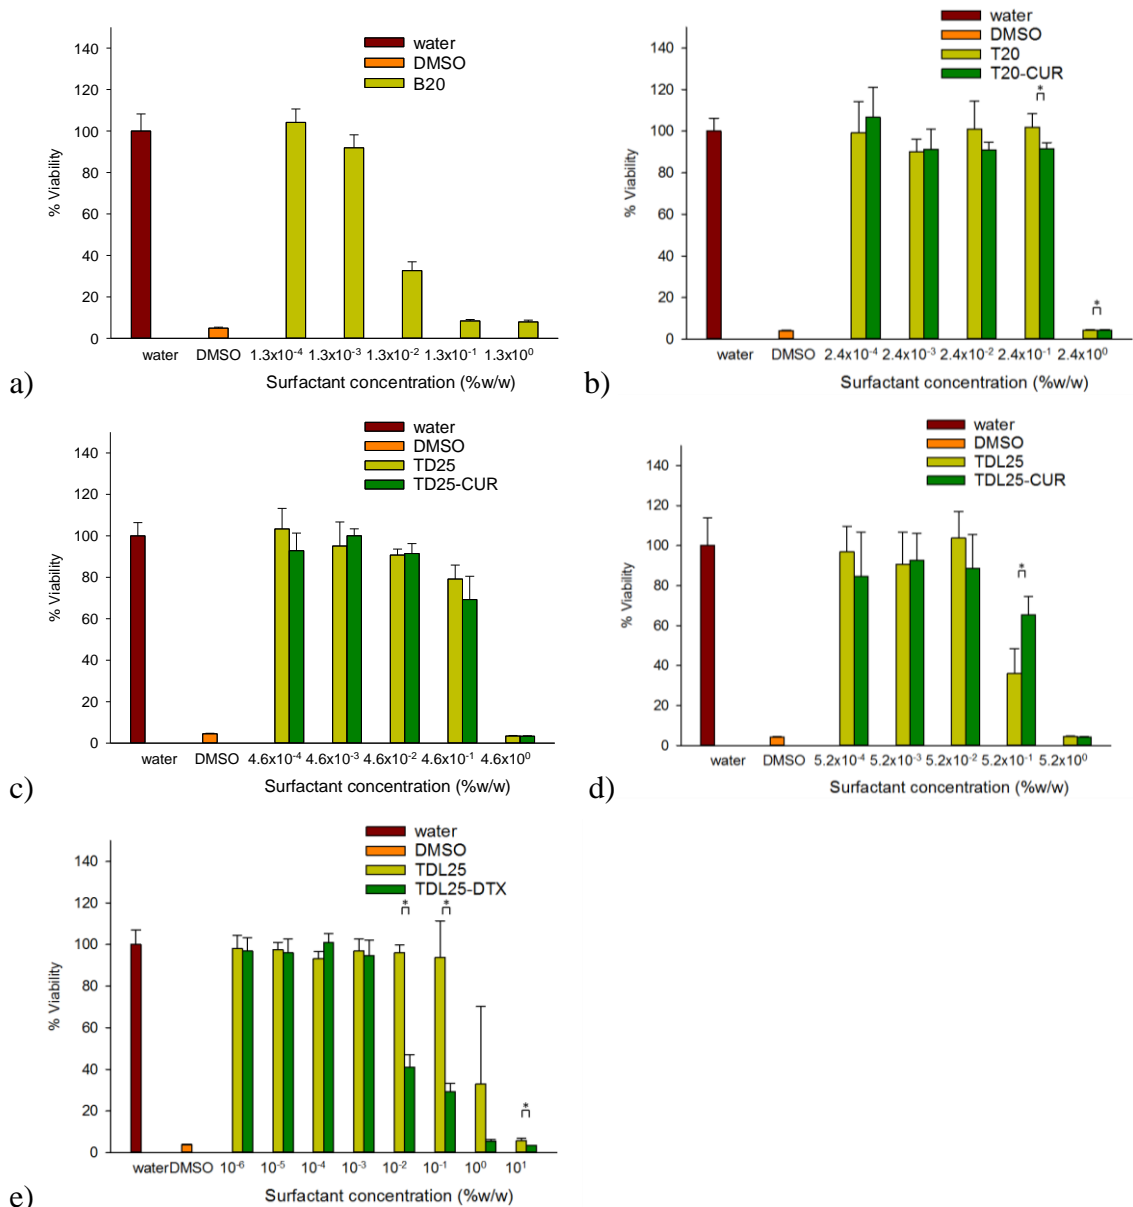 water
DMSO
B20
140
120
100
80
60
40
20
0
% Viability
water DMSO 1.3x10⁻⁴ 1.3x10⁻³ 1.3x10⁻² 1.3x10⁻¹ 1.3x10⁰
Surfactant concentration (%w/w)
a)
water
DMSO
T20
T20-CUR
140
120
100
80
60
40
20
0
% Viability
*
*
water DMSO 2.4x10⁻⁴ 2.4x10⁻³ 2.4x10⁻² 2.4x10⁻¹ 2.4x10⁰
Surfactant concentration (%w/w)
b)
water
DMSO
TD25
TD25-CUR
140
120
100
80
60
40
20
0
% Viability
water DMSO 4.6x10⁻⁴ 4.6x10⁻³ 4.6x10⁻² 4.6x10⁻¹ 4.6x10⁰
Surfactant concentration (%w/w)
c)
water
DMSO
TDL25
TDL25-CUR
140
120
100
80
60
40
20
0
% Viability
*
water DMSO 5.2x10⁻⁴ 5.2x10⁻³ 5.2x10⁻² 5.2x10⁻¹ 5.2x10⁰
Surfactant concentration (%w/w)
d)
water
DMSO
TDL25
TDL25-DTX
140
120
100
80
60
40
20
0
% Viability
* *
*
water DMSO 10⁻⁶ 10⁻⁵ 10⁻⁴ 10⁻³ 10⁻² 10⁻¹ 10⁰ 10¹
Surfactant concentration (%w/w)
e)